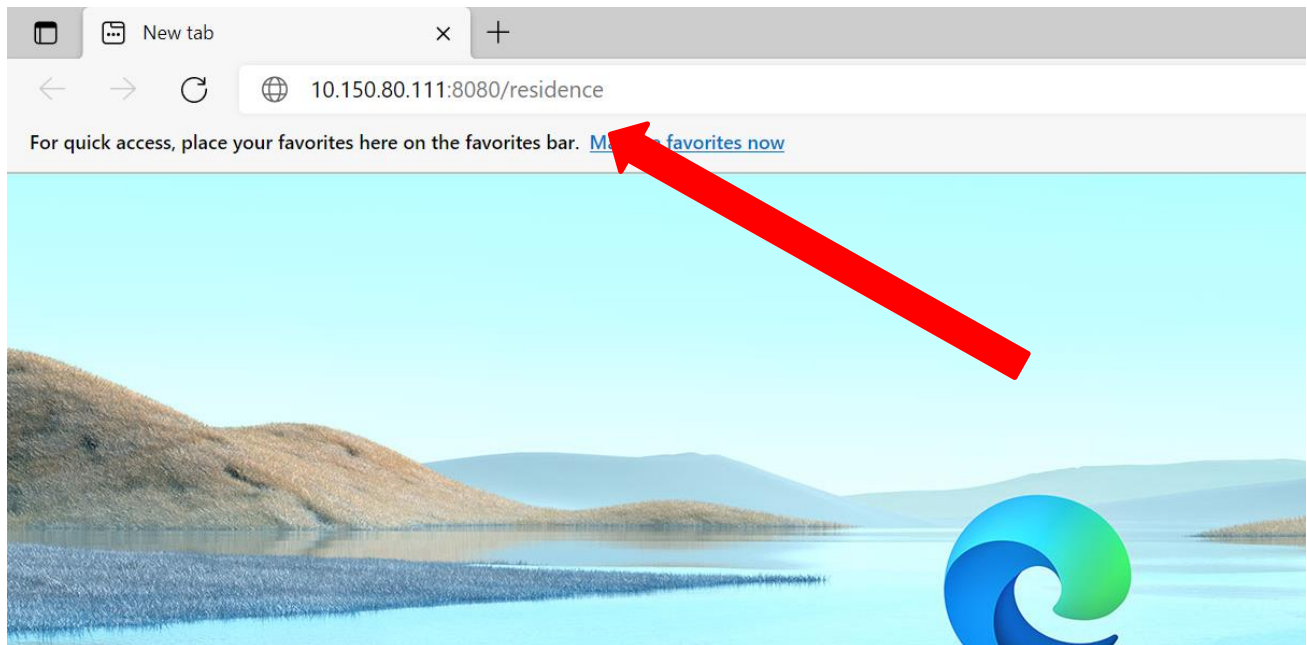 New tab
10.150.80.111:8080/residence
For quick access, place your favorites here on the favorites bar. favorites now